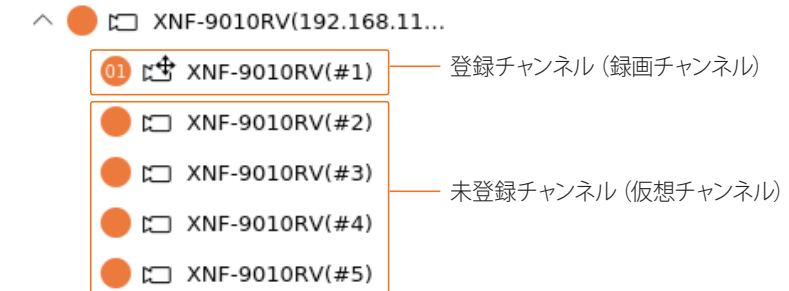 XNF-9010RV(192.168.11...
01 XNF-9010RV(#1) 登録チャンネル (録画チャンネル)
XNF-9010RV(#2)
XNF-9010RV(#3)
未登録チャンネル (仮想チャンネル)
XNF-9010RV(#4)
XNF-9010RV(#5)